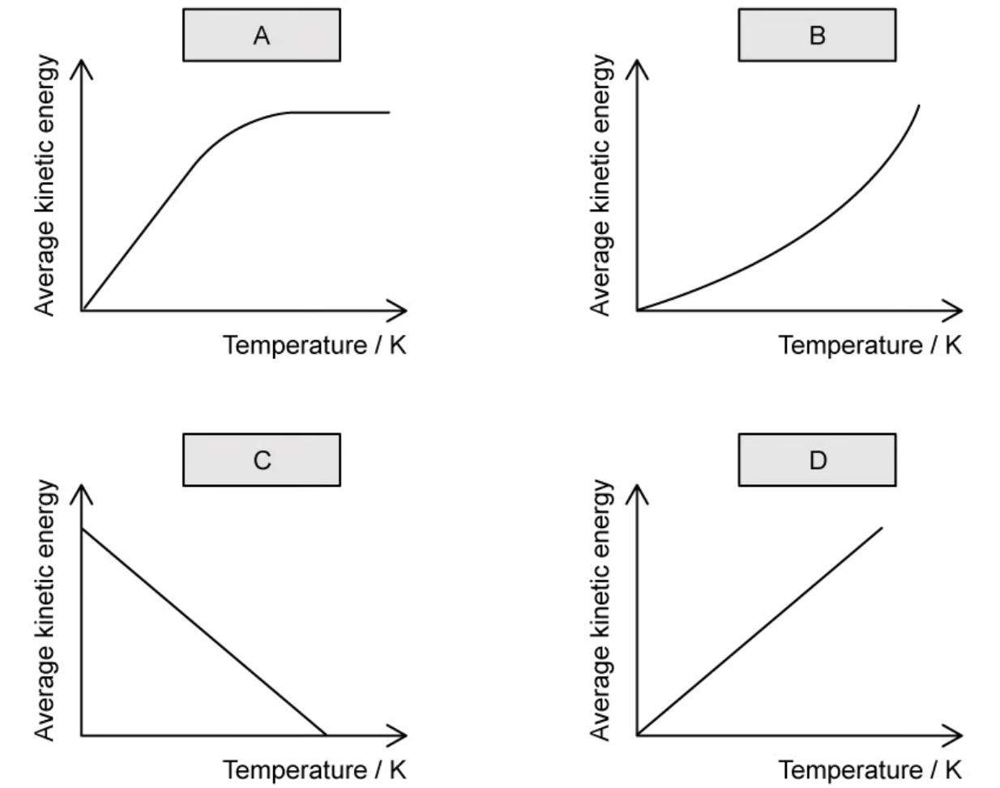 A
Average kinetic energy
Temperature / K
B
Average kinetic energy
Temperature / K
C
Average kinetic energy
Temperature / K
D
Average kinetic energy
Temperature / K